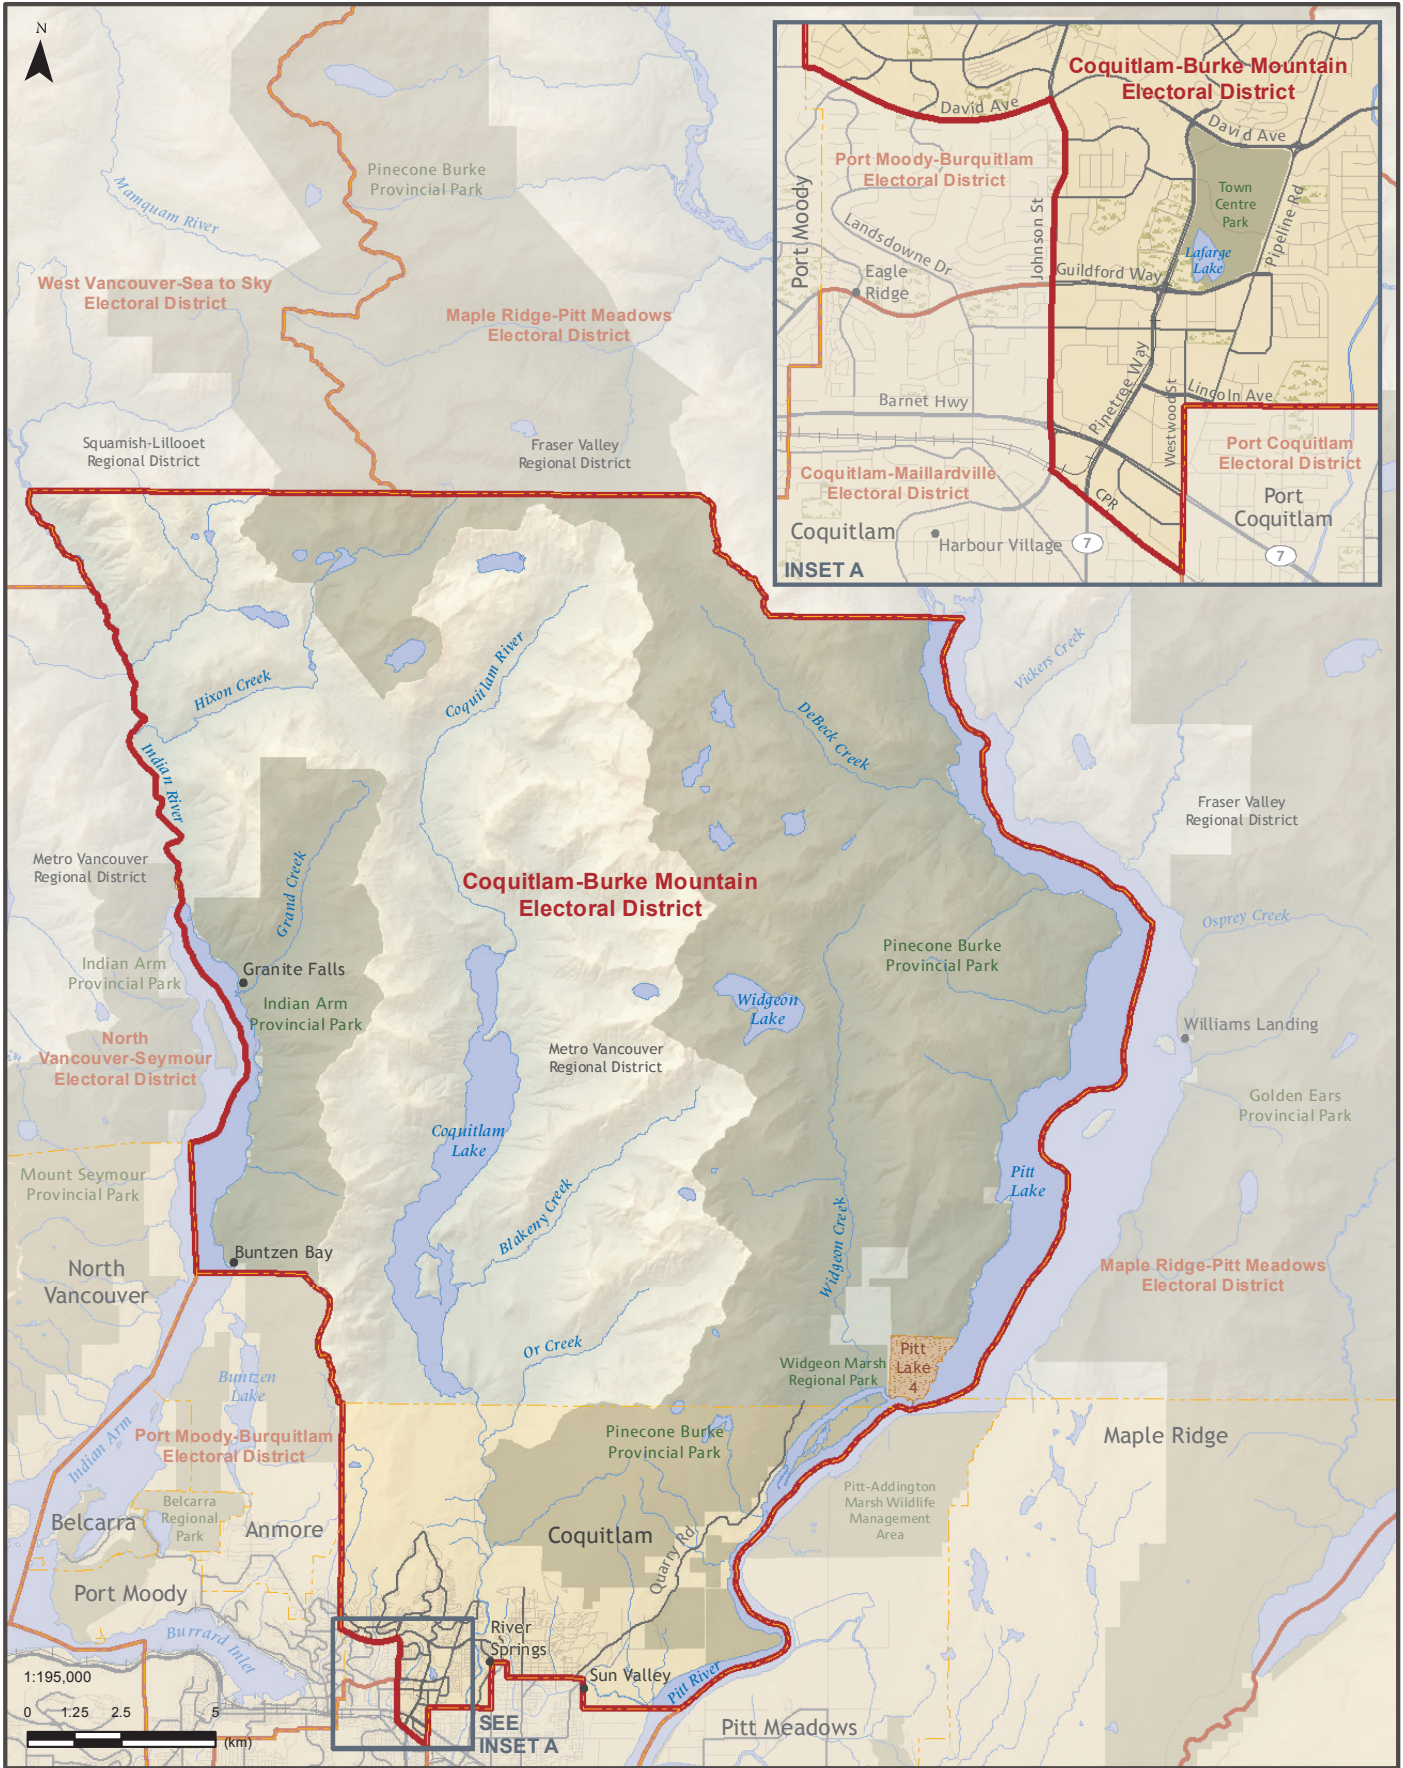 N
Pinecone Burke
Provincial Park
Mamquam River
West Vancouver-Sea to Sky
Electoral District
Maple Ridge-Pitt Meadows
Electoral District
Squamish-Lillooet
Regional District
Fraser Valley
Regional District
Coquitlam-Burke Mountain
Electoral District
David Ave
David Ave
Port Moody-Burquitlam
Electoral District
Town
Centre
Park
Port Moody
Johnson St
Pipeline Rd
Landsdowne Dr
Lafarge
Lake
Eagle
Ridge
Guildford Way
Pinetree Way
Westwood St
Lincoln Ave
Barnet Hwy
Port Coquitlam
Electoral District
Coquitlam-Maillardville
Electoral District
CPR
Port
Coquitlam
Coquitlam
Harbour Village
7
7
INSET A
Hixon Creek
Coquitlam River
Vickers Creek
DeBeck Creek
Indian River
Fraser Valley
Regional District
Metro Vancouver
Regional District
Grand Creek
Coquitlam-Burke Mountain
Electoral District
Osprey Creek
Pinecone Burke
Provincial Park
Indian Arm
Provincial Park
Granite Falls
Indian Arm
Provincial Park
Widgeon
Lake
Williams Landing
North
Vancouver-Seymour
Electoral District
Metro Vancouver
Regional District
Golden Ears
Provincial Park
Coquitlam
Lake
Mount Seymour
Provincial Park
Pitt
Lake
Blakeny Creek
Widgeon Creek
Buntzen Bay
North
Vancouver
Maple Ridge-Pitt Meadows
Electoral District
Or Creek
Pitt
Lake
4
Widgeon Marsh
Regional Park
Buntzen
Lake
Indian Arm
Port Moody-Burquitlam
Electoral District
Pinecone Burke
Provincial Park
Maple Ridge
Pitt-Addington
Marsh Wildlife
Management
Area
Belcarra
Belcarra
Regional
Park
Anmore
Coquitlam
Quarry Rd
Port Moody
Burrard Inlet
River
Springs
Sun Valley
Pitt River
1:195,000
0 1.25 2.5 5
(km)
SEE
INSET A
Pitt Meadows